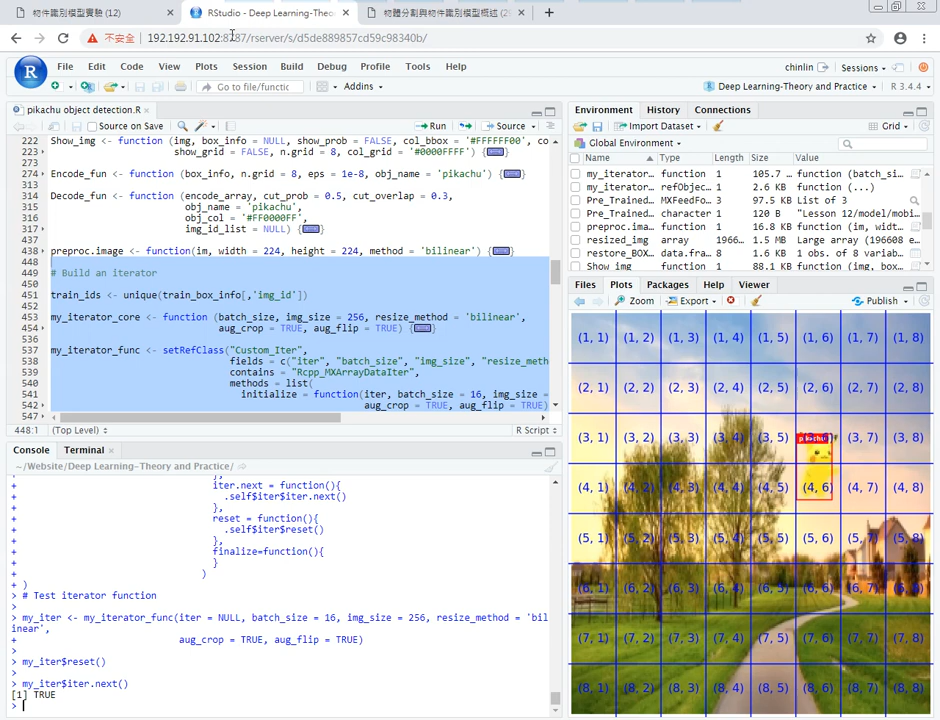 物件識別模型實驗 (12)
RStudio - Deep Learning-Theo
物體分割與物件識別模型概述 (2
不安全
192.192.91.102:8787/rserver/s/d5de889857cd59c98340b/
File Edit Code View Plots Session Build Debug Profile Tools Help
chinlin
Sessions
Go to file/functic
Addins
Deep Learning-Theory and Practice
R 3.4.4
pikachu object detection.R
Source on Save
Run
Source
222 Show_img <- function (img, box_info = NULL, show_prob = FALSE, col_bbox = '#FFFFFF00', co
223 show_grid = FALSE, n.grid = 8, col_grid = '#0000FFFF') {
273
274 Encode_fun <- function (box_info, n.grid = 8, eps = 1e-8, obj_name = 'pikachu') {
313
314 Decode_fun <- function (encode_array, cut_prob = 0.5, cut_overlap = 0.3,
315 obj_name = 'pikachu',
316 obj_col = '#FF0000FF',
317 img_id_list = NULL) {
437
438 preproc.image <- function(im, width = 224, height = 224, method = 'bilinear') {
448
449 # Build an iterator
450
451 train_ids <- unique(train_box_info[,'img_id'])
452
453 my_iterator_core <- function (batch_size, img_size = 256, resize_method = 'bilinear',
454 aug_crop = TRUE, aug_flip = TRUE) {
536
537 my_iterator_func <- setRefClass("Custom_Iter",
538 fields = c("iter", "batch_size", "img_size", "resize_meth
539 contains = "Rcpp_MXArrayDataIter",
540 methods = list(
541 initialize = function(iter, batch_size = 16, img_size =
542 aug_crop = TRUE, aug_flip = TRUE)
547
448:1
(Top Level)
R Script
Console
Terminal
~/Website/Deep Learning-Theory and Practice/
+ },
+ iter.next = function(){
+ .self$iter$iter.next()
+ },
+ reset = function(){
+ .self$iter$reset()
+ },
+ finalize=function(){
+ }
+ )
+ )
> # Test iterator function
>
> my_iter <- my_iterator_func(iter = NULL, batch_size = 16, img_size = 256, resize_method = 'bil
inear',
+ aug_crop = TRUE, aug_flip = TRUE)
>
> my_iter$reset()
>
> my_iter$iter.next()
[1] TRUE
>
Environment History Connections
Import Dataset
Grid
Global Environment
Name Type Length Size Value
my_iterator… function 1 105.7 … function (batch_si…
my_iterator… refObjec… 1 2.6 KB function (...)
Pre_Trained… MXFeedFo… 3 97.5 KB List of 3
Pre_Trained… character 1 120 B "Lesson 12/model/mobi…
preproc.ima… function 1 16.8 KB function (im, width =…
resized_img array 1966… 1.5 MB Large array (196608 e…
restore_BOX… data.fra… 8 1.6 KB 1 obs. of 8 variab…
Show_img function 1 88.1 KB function (img, box…
Files Plots Packages Help Viewer
Zoom
Export
Publish
(1, 1) (1, 2) (1, 3) (1, 4) (1, 5) (1, 6) (1, 7) (1, 8)
(2, 1) (2, 2) (2, 3) (2, 4) (2, 5) (2, 6) (2, 7) (2, 8)
pikachu
(3, 1) (3, 2) (3, 3) (3, 4) (3, 5) (3, 7) (3, 8)
(4, 1) (4, 2) (4, 3) (4, 4) (4, 5) (4, 6) (4, 7) (4, 8)
(5, 1) (5, 2) (5, 3) (5, 4) (5, 5) (5, 6) (5, 7) (5, 8)
(6, 1) (6, 2) (6, 3) (6, 4) (6, 5) (6, 6) (6, 7) (6, 8)
(7, 1) (7, 2) (7, 3) (7, 4) (7, 5) (7, 6) (7, 7) (7, 8)
(8, 1) (8, 2) (8, 3) (8, 4) (8, 5) (8, 6) (8, 7) (8, 8)